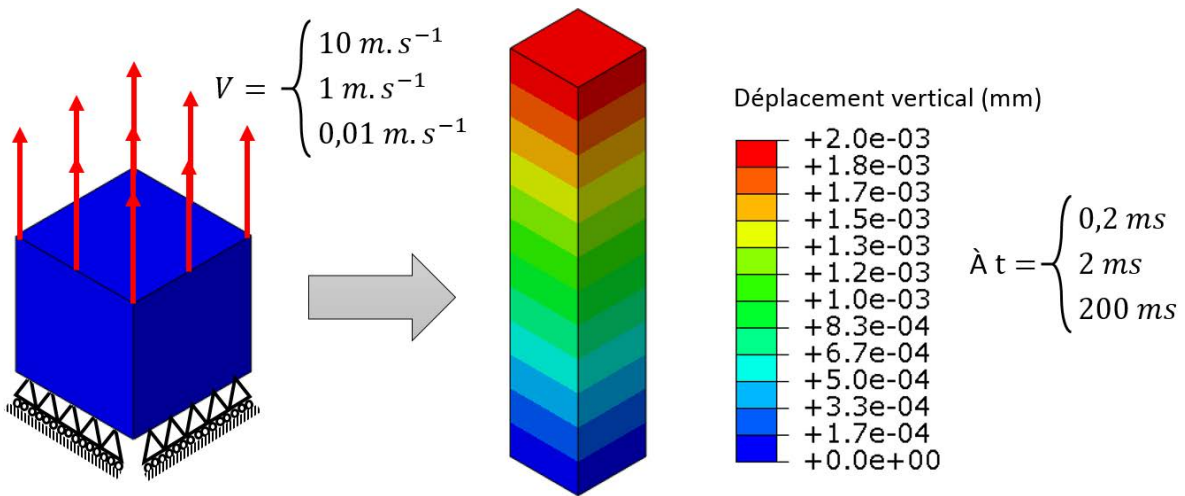 V =
10 m.s⁻¹
1 m.s⁻¹
0,01 m.s⁻¹
Déplacement vertical (mm)
+2.0e-03
+1.8e-03
+1.7e-03
+1.5e-03
+1.3e-03
+1.2e-03
+1.0e-03
+8.3e-04
+6.7e-04
+5.0e-04
+3.3e-04
+1.7e-04
+0.0e+00
À t =
0,2 ms
2 ms
200 ms